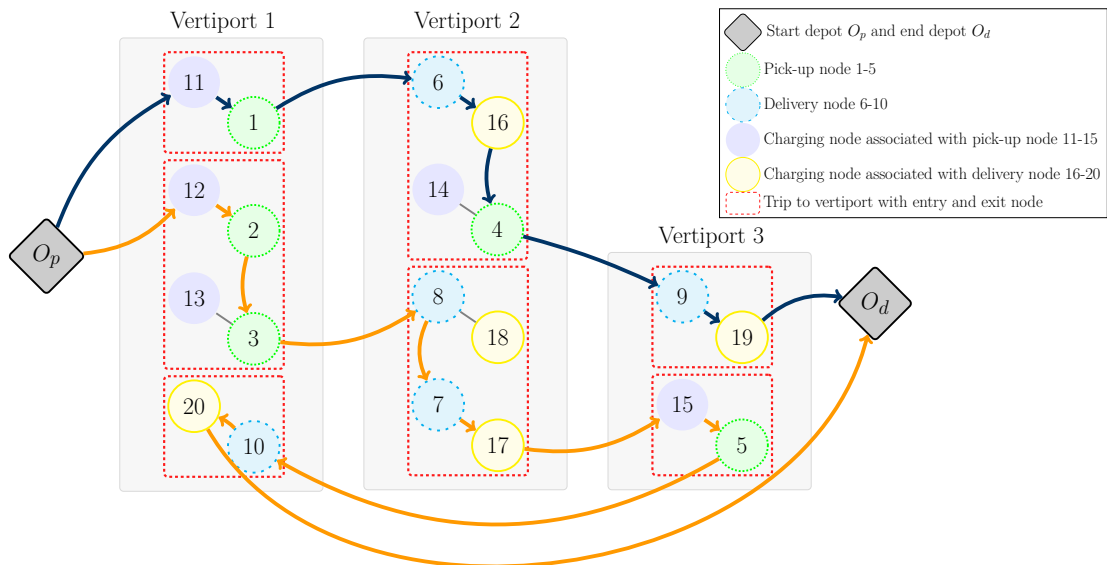 Vertiport 1
Vertiport 2
Vertiport 3
O_p
11
1
12
2
13
3
20
10
6
16
14
4
8
18
7
17
9
19
15
5
O_d
Start depot O_p and end depot O_d
Pick-up node 1-5
Delivery node 6-10
Charging node associated with pick-up node 11-15
Charging node associated with delivery node 16-20
Trip to vertiport with entry and exit node